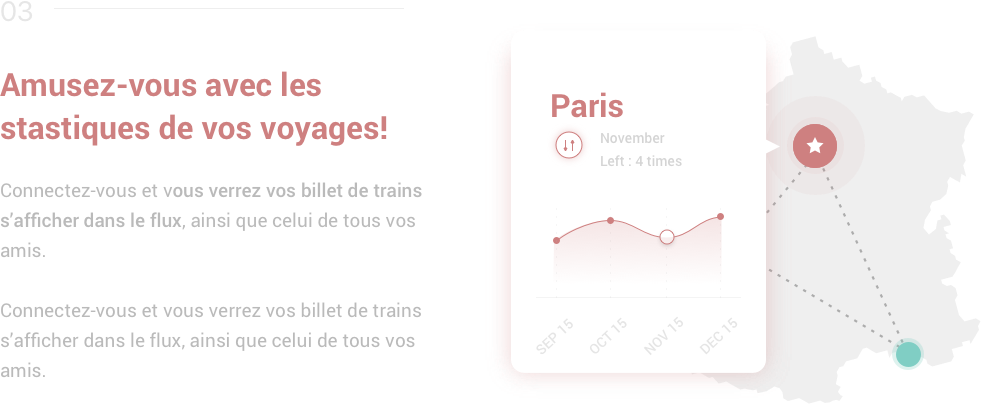 03
Amusez-vous avec les
stastiques de vos voyages!
Connectez-vous et vous verrez vos billet de trains
s’afficher dans le flux, ainsi que celui de tous vos
amis.
Connectez-vous et vous verrez vos billet de trains
s’afficher dans le flux, ainsi que celui de tous vos
amis.
Paris
November
Left : 4 times
SEP 15
OCT 15
NOV 15
DEC 15